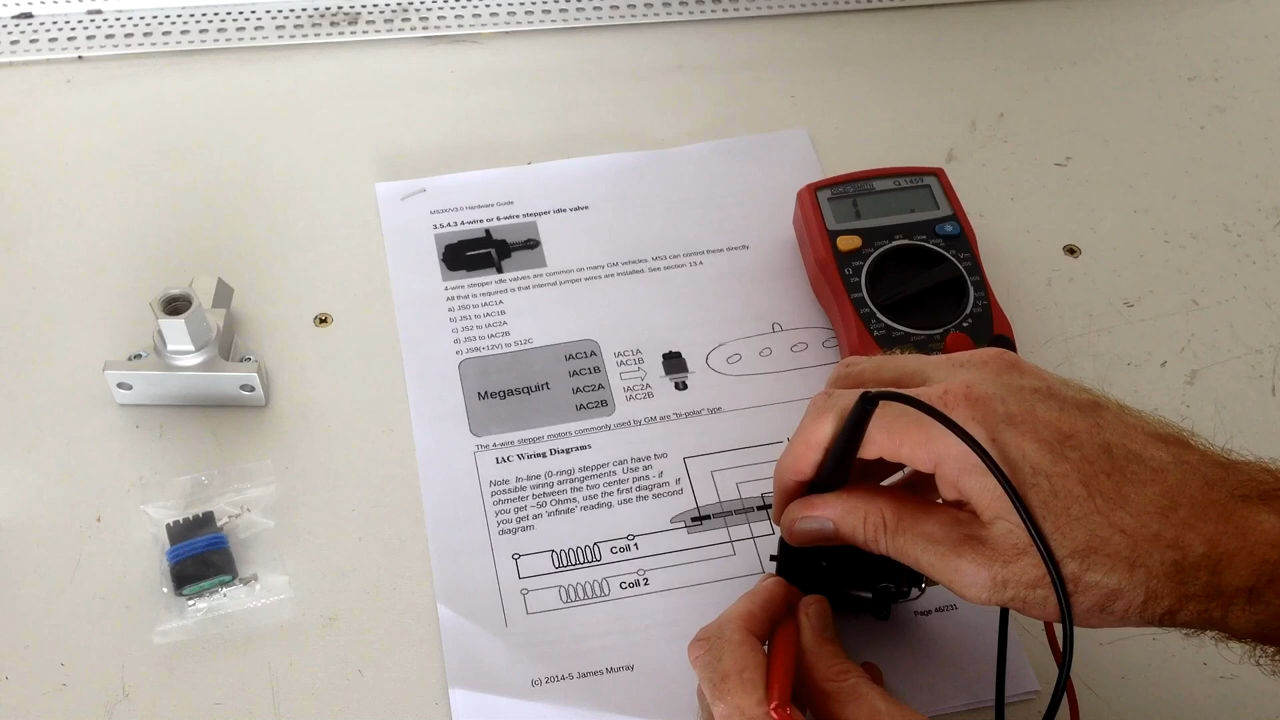 MS3X/V3.0 Hardware Guide
3.5.4.3 4-wire or 6-wire stepper idle valve
4-wire stepper idle valves are common on many GM vehicles. MS3 can control these directly
All that is required is that internal jumper wires are installed. See section 13.4
a) JS0 to IAC1A
b) JS1 to IAC1B
c) JS2 to IAC2A
d) JS3 to IAC2B
e) JS9(+12V) to S12C
Megasquirt
IAC1A
IAC1B
IAC2A
IAC2B
IAC1A
IAC1B
IAC2A
IAC2B
The 4-wire stepper motors commonly used by GM are "bi-polar" type
IAC Wiring Diagrams
Note: In-line (0-ring) stepper can have two
possible wiring arrangements. Use an
ohmeter between the two center pins - if
you get ~50 Ohms, use the first diagram. If
you get an 'infinite' reading, use the second
diagram.
Coil 1
Coil 2
Page 46/231
(c) 2014-5 James Murray
Q 1459